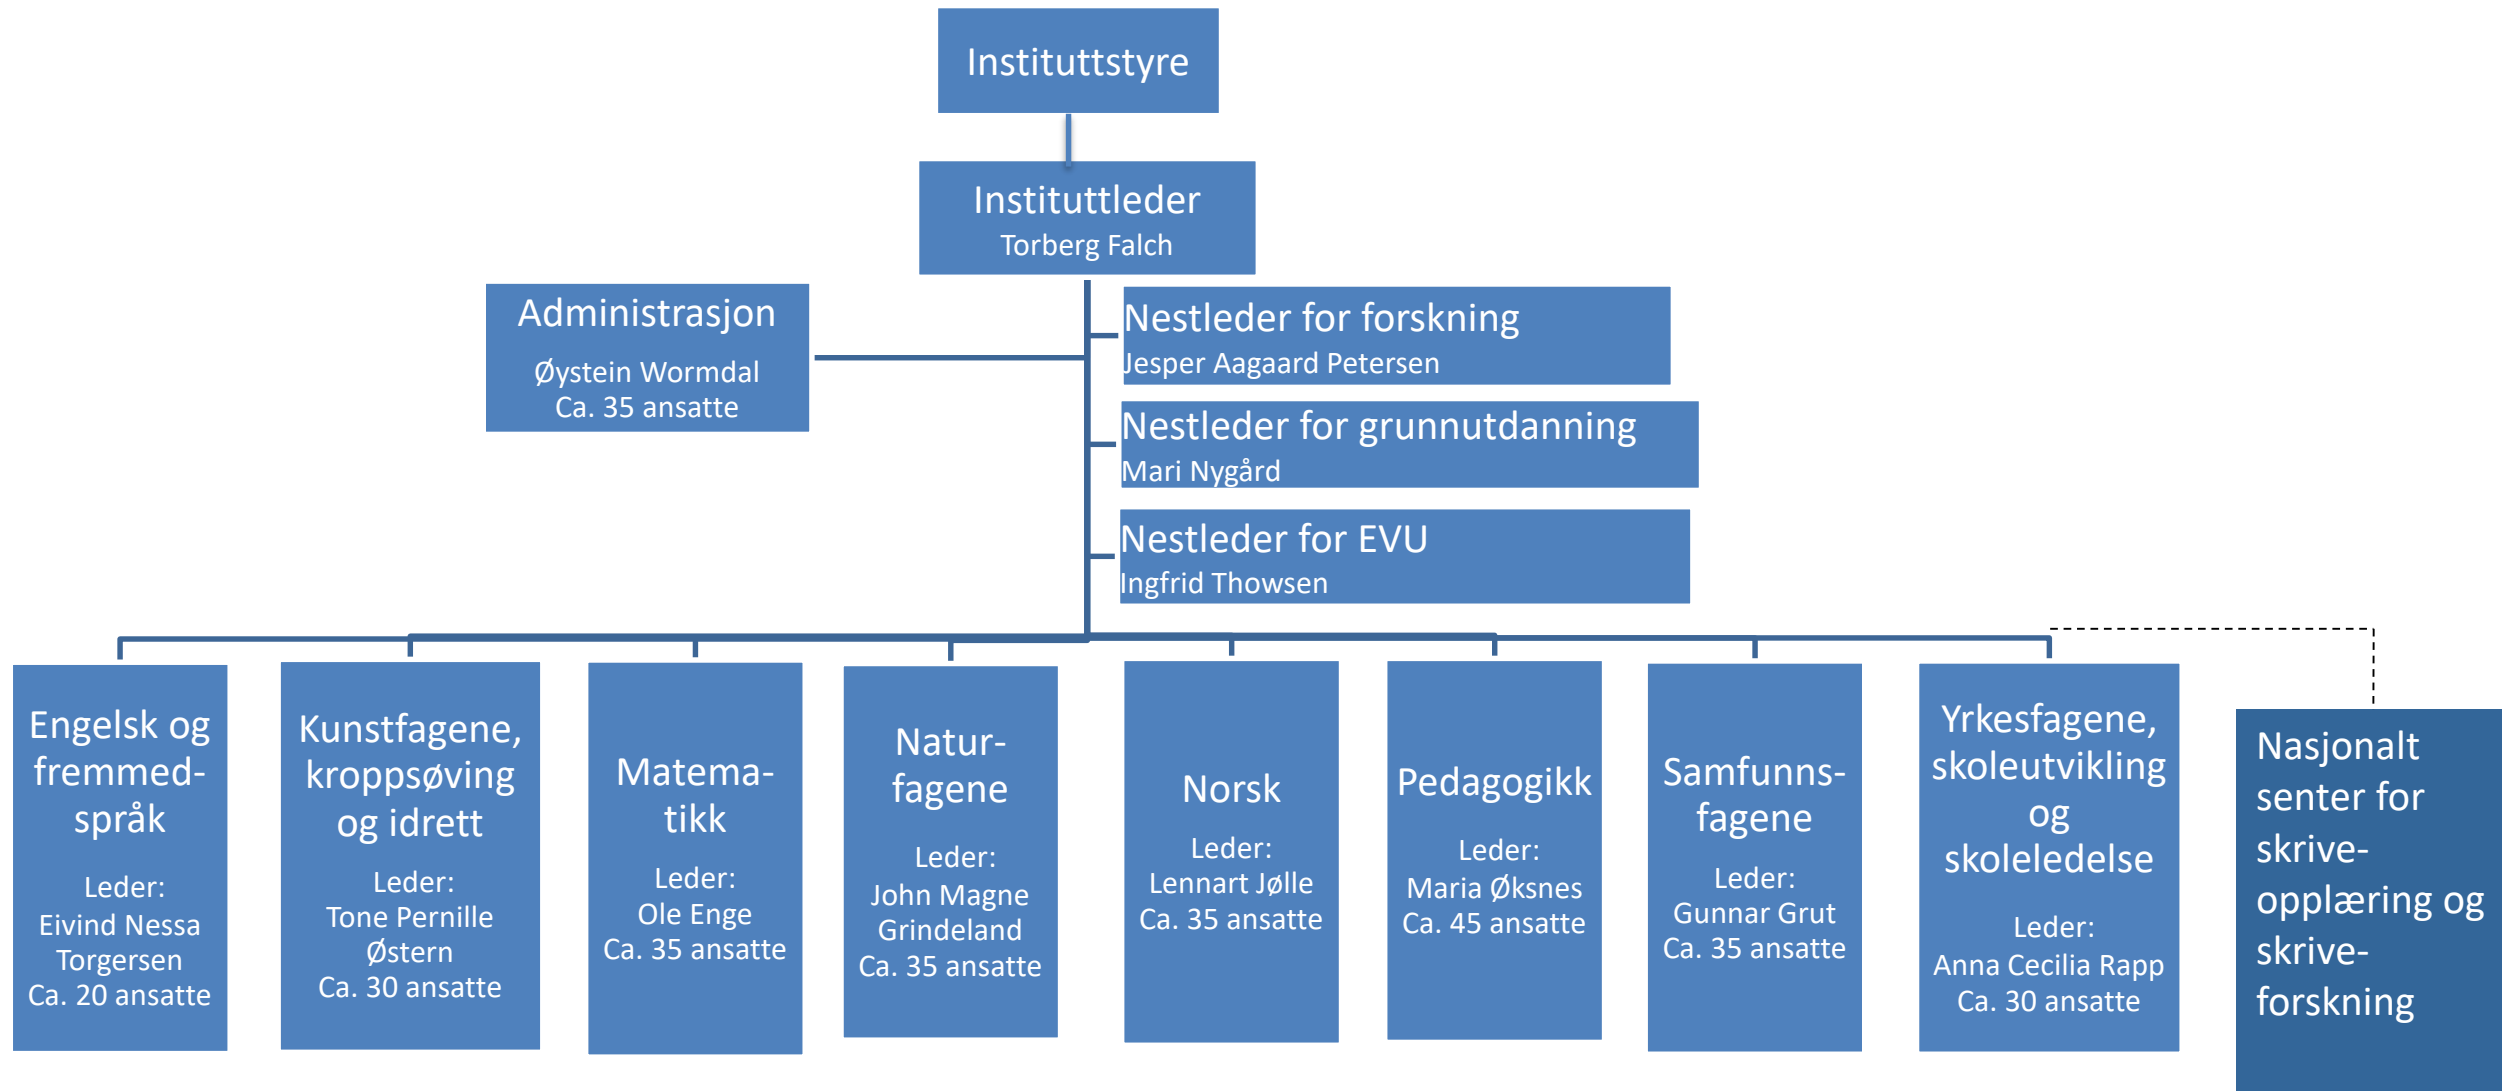 Instituttstyre
Instituttleder
Torberg Falch
Administrasjon
Øystein Wormdal
Ca. 35 ansatte
Nestleder for forskning
Jesper Aagaard Petersen
Nestleder for grunnutdanning
Mari Nygård
Nestleder for EVU
Ingfrid Thowsen
Engelsk og
fremmed-
språk
Leder:
Eivind Nessa
Torgersen
Ca. 20 ansatte
Kunstfagene,
kroppsøving
og idrett
Leder:
Tone Pernille
Østern
Ca. 30 ansatte
Matema-
tikk
Leder:
Ole Enge
Ca. 35 ansatte
Natur-
fagene
Leder:
John Magne
Grindeland
Ca. 35 ansatte
Norsk
Leder:
Lennart Jølle
Ca. 35 ansatte
Pedagogikk
Leder:
Maria Øksnes
Ca. 45 ansatte
Samfunns-
fagene
Leder:
Gunnar Grut
Ca. 35 ansatte
Yrkesfagene,
skoleutvikling
og
skoleledelse
Leder:
Anna Cecilia Rapp
Ca. 30 ansatte
Nasjonalt
senter for
skrive-
opplæring og
skrive-
forskning